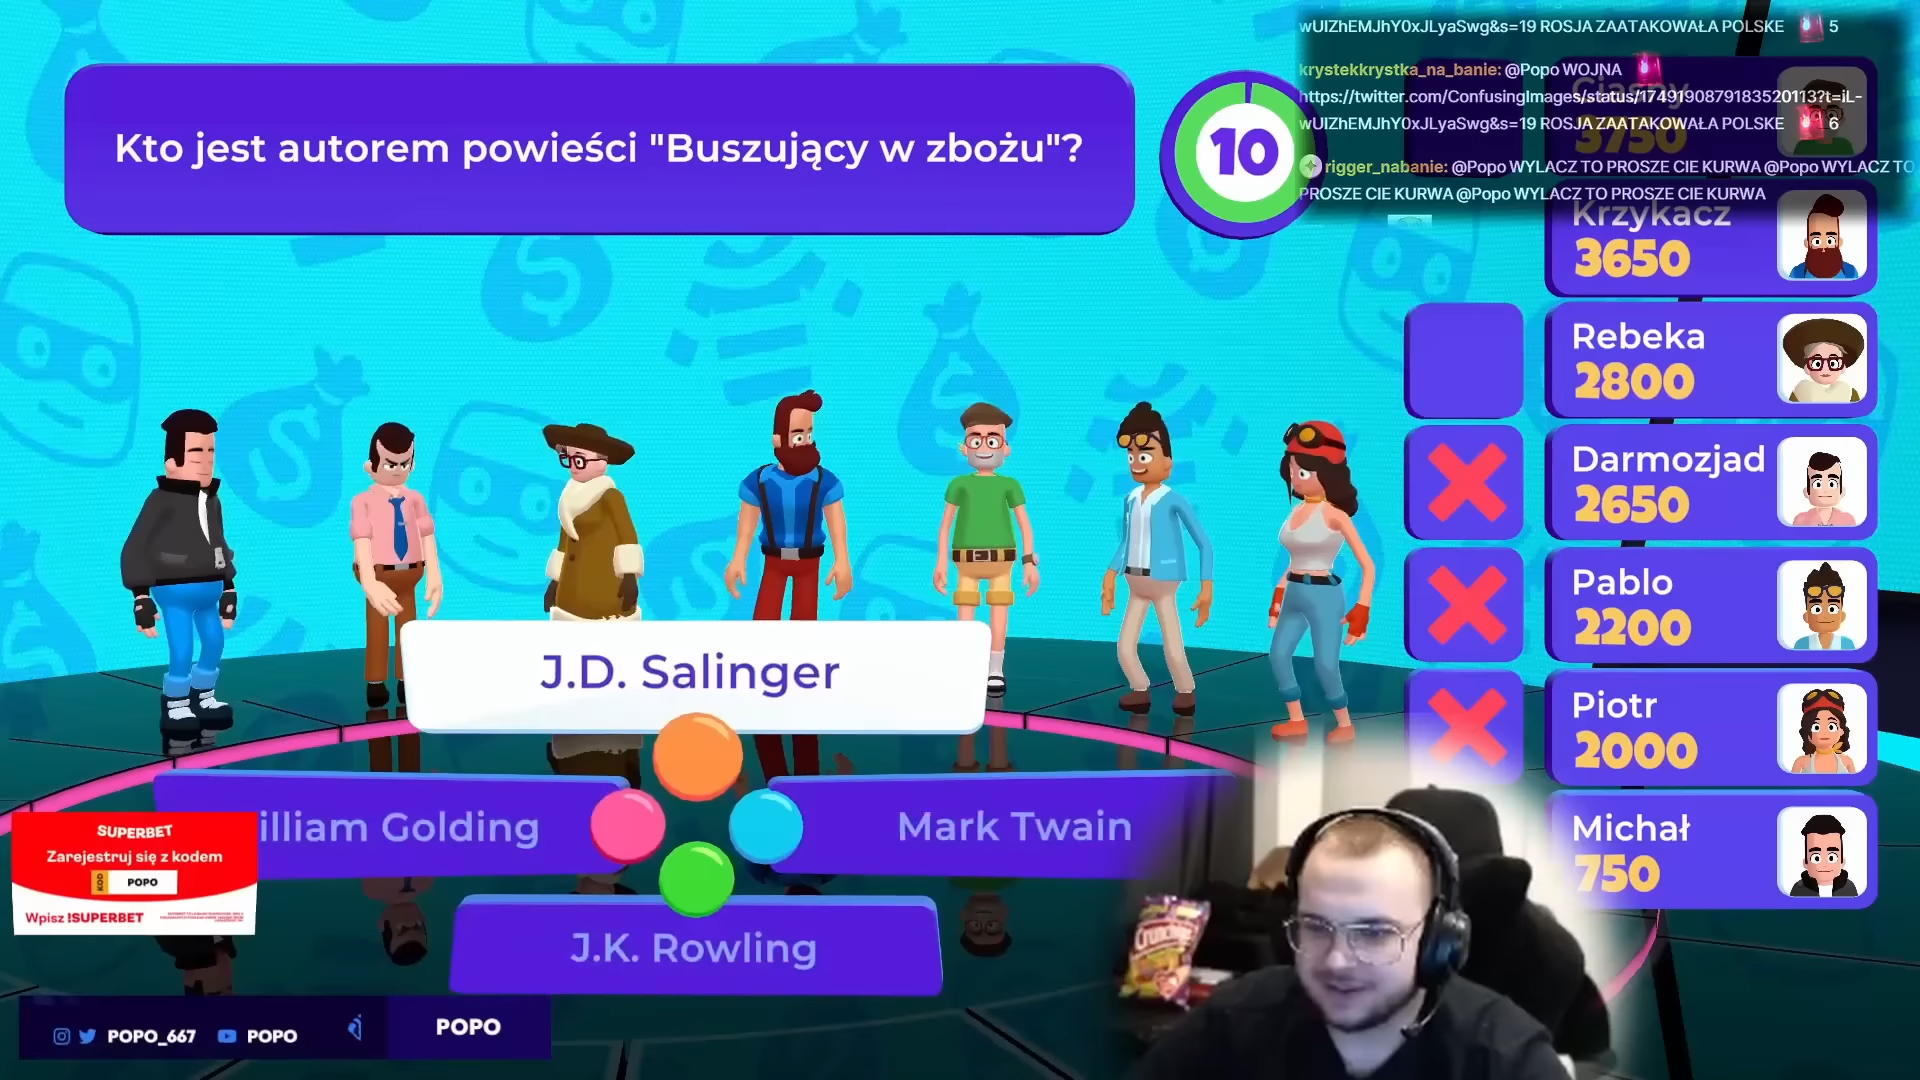 wUIZhEMJhY0xJLyaSwg&s=19 ROSJA ZAATAKOWAŁA POLSKE 5
krystekkrystka_na_banie: @Popo WOJNA
https://twitter.com/ConfusingImages/status/1749190879183520113?t=iL-
wUIZhEMJhY0xJLyaSwg&s=19 ROSJA ZAATAKOWAŁA POLSKE 6
rigger_nabanie: @Popo WYLACZ TO PROSZE CIE KURWA @Popo WYLACZ TO
PROSZE CIE KURWA @Popo WYLACZ TO PROSZE CIE KURWA
Kto jest autorem powieści "Buszujący w zbożu"?
10
Ciasny
3750
Krzykacz
3650
Rebeka
2800
Darmozjad
2650
Pablo
2200
Piotr
2000
Michał
750
J.D. Salinger
illiam Golding
Mark Twain
J.K. Rowling
SUPERBET
Zarejestruj się z kodem
KOD POPO
Wpisz !SUPERBET
Crunchips
POPO_667 POPO
POPO